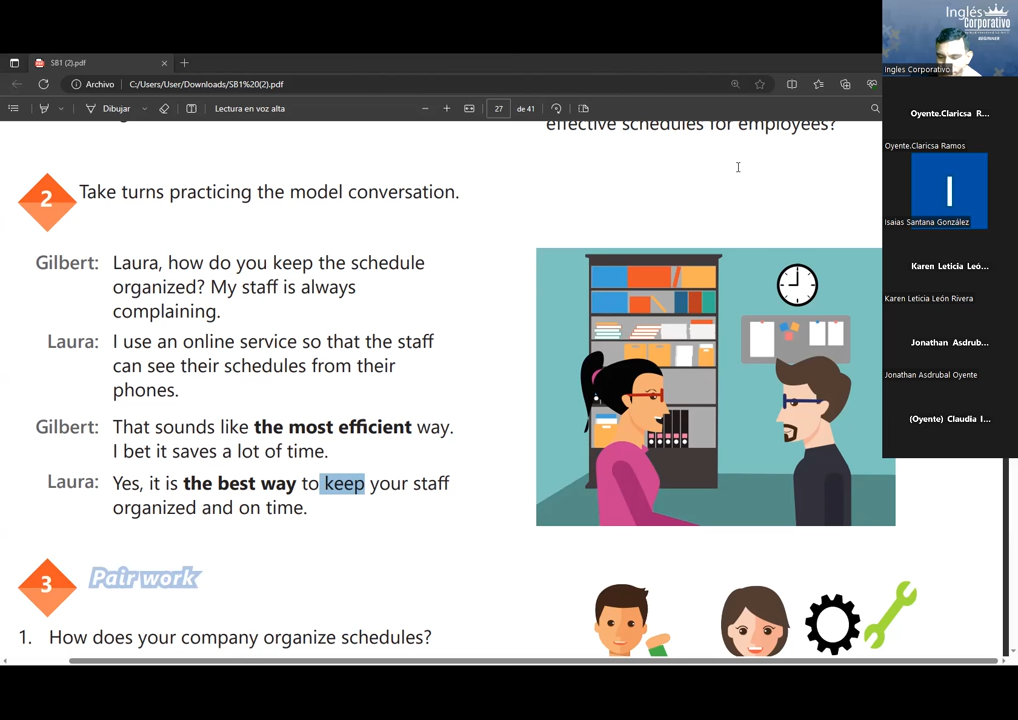 Inglés
Corporativo
BEGINNER
SB1 (2).pdf
Archivo
C:/Users/User/Downloads/SB1%20(2).pdf
Ingles Corporativo
Dibujar
Lectura en voz alta
27
de 41
Oyente.Claricsa R...
effective schedules for employees?
Oyente.Claricsa Ramos
2
Take turns practicing the model conversation.
I
Isaias Santana González
Gilbert:
Laura, how do you keep the schedule
organized? My staff is always
complaining.
Karen Leticia Leó...
Karen Leticia León Rivera
Laura:
I use an online service so that the staff
can see their schedules from their
phones.
Jonathan Asdrub...
Jonathan Asdrubal Oyente
Gilbert:
That sounds like the most efficient way.
I bet it saves a lot of time.
(Oyente) Claudia I...
Laura:
Yes, it is the best way to keep your staff
organized and on time.
3
Pair work
1. How does your company organize schedules?